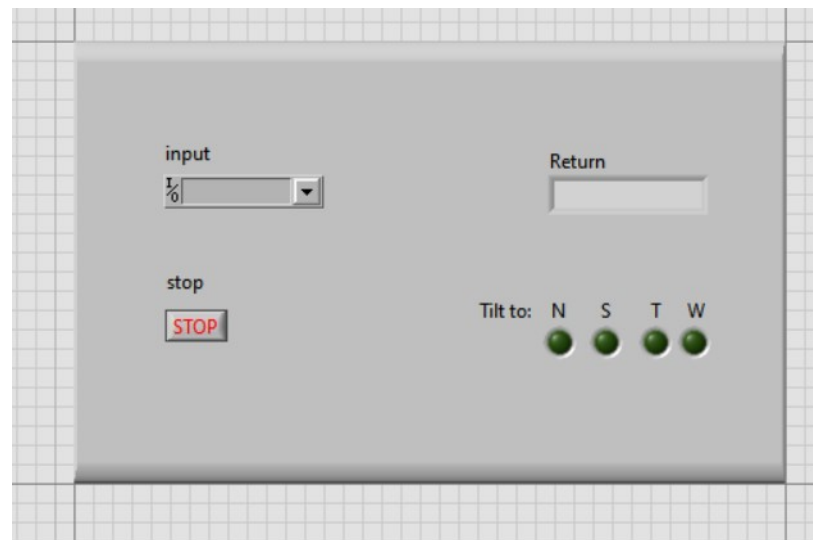 input
Return
I/O
stop
STOP
Tilt to: N S T W